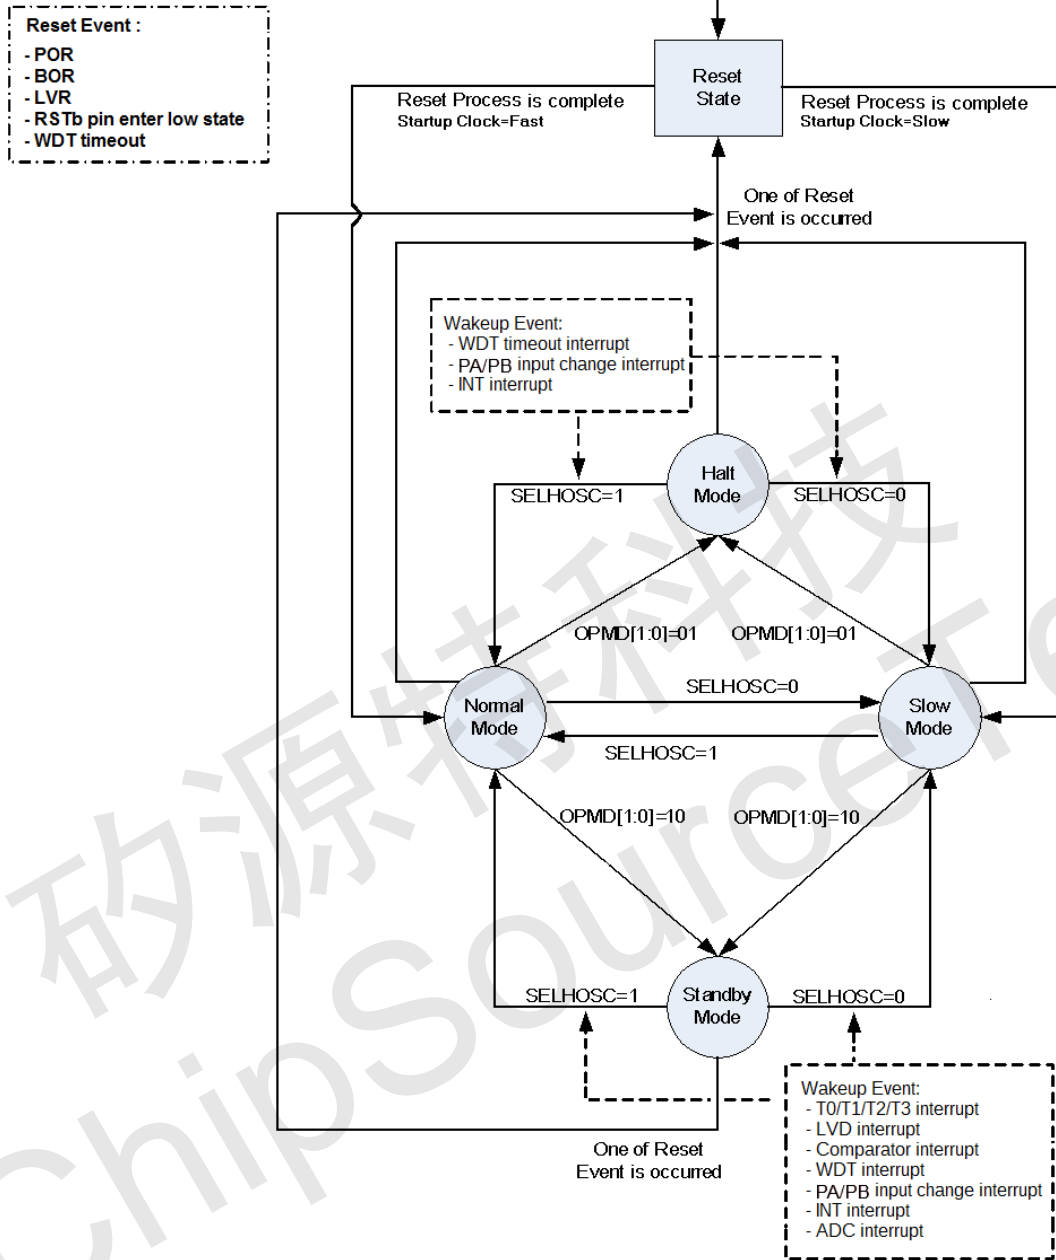 Reset Event :
- POR
- BOR
- LVR
- RSTb pin enter low state
- WDT timeout
Reset
State
Reset Process is complete
Startup Clock=Fast
Reset Process is complete
Startup Clock=Slow
One of Reset
Event is occurred
Wakeup Event:
- WDT timeout interrupt
- PA/PB input change interrupt
- INT interrupt
Halt
Mode
SELHOSC=1
SELHOSC=0
OPMD[1:0]=01
OPMD[1:0]=01
SELHOSC=0
Normal
Mode
Slow
Mode
SELHOSC=1
OPMD[1:0]=10
OPMD[1:0]=10
SELHOSC=1
Standby
Mode
SELHOSC=0
Wakeup Event:
- T0/T1/T2/T3 interrupt
- LVD interrupt
- Comparator interrupt
- WDT interrupt
- PA/PB input change interrupt
- INT interrupt
- ADC interrupt
One of Reset
Event is occurred
矽源特科技
ChipSourceTe